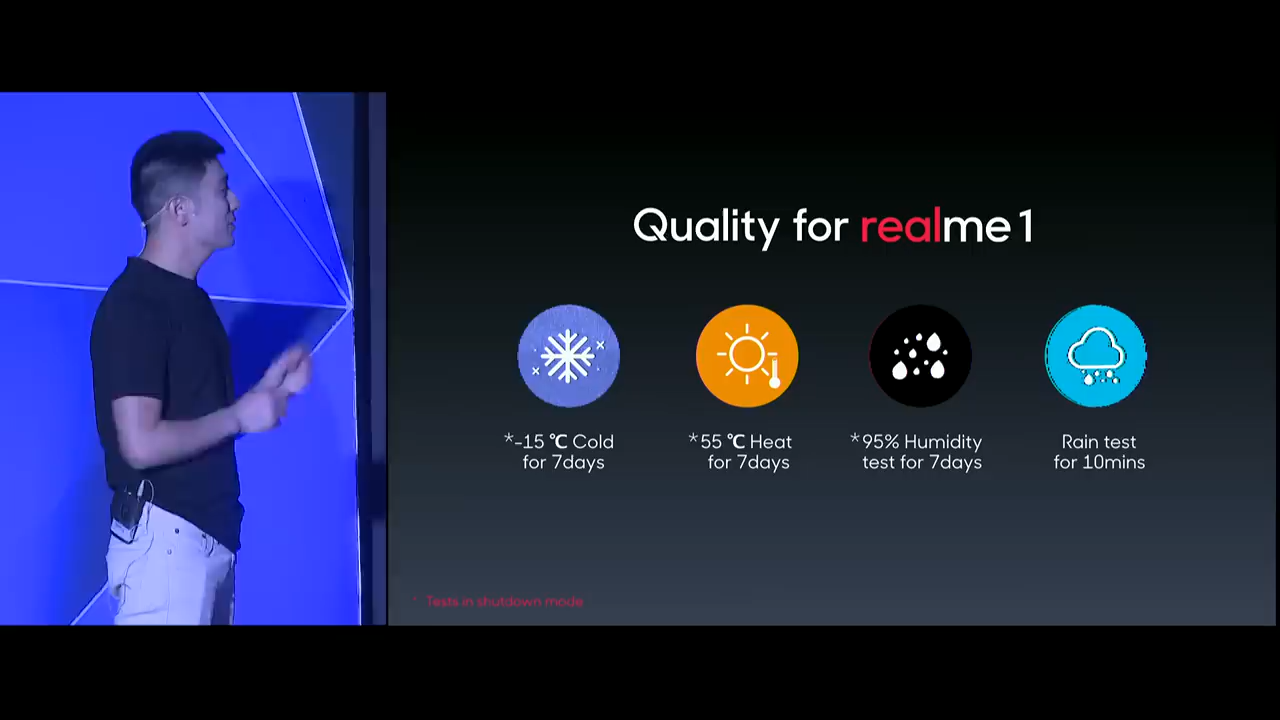 Quality for realme 1
*-15 ℃ Cold
for 7days
*55 ℃ Heat
for 7days
*95% Humidity
test for 7days
Rain test
for 10mins
* Tests in shutdown mode